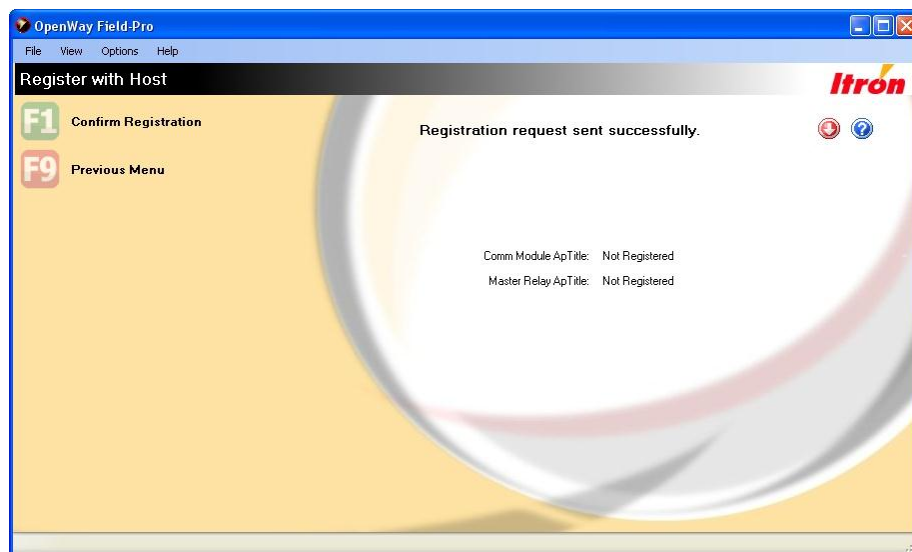 OpenWay Field-Pro
File View Options Help
Register with Host
Itron
F1 Confirm Registration
Registration request sent successfully.
F9 Previous Menu
Comm Module ApTitle: Not Registered
Master Relay ApTitle: Not Registered